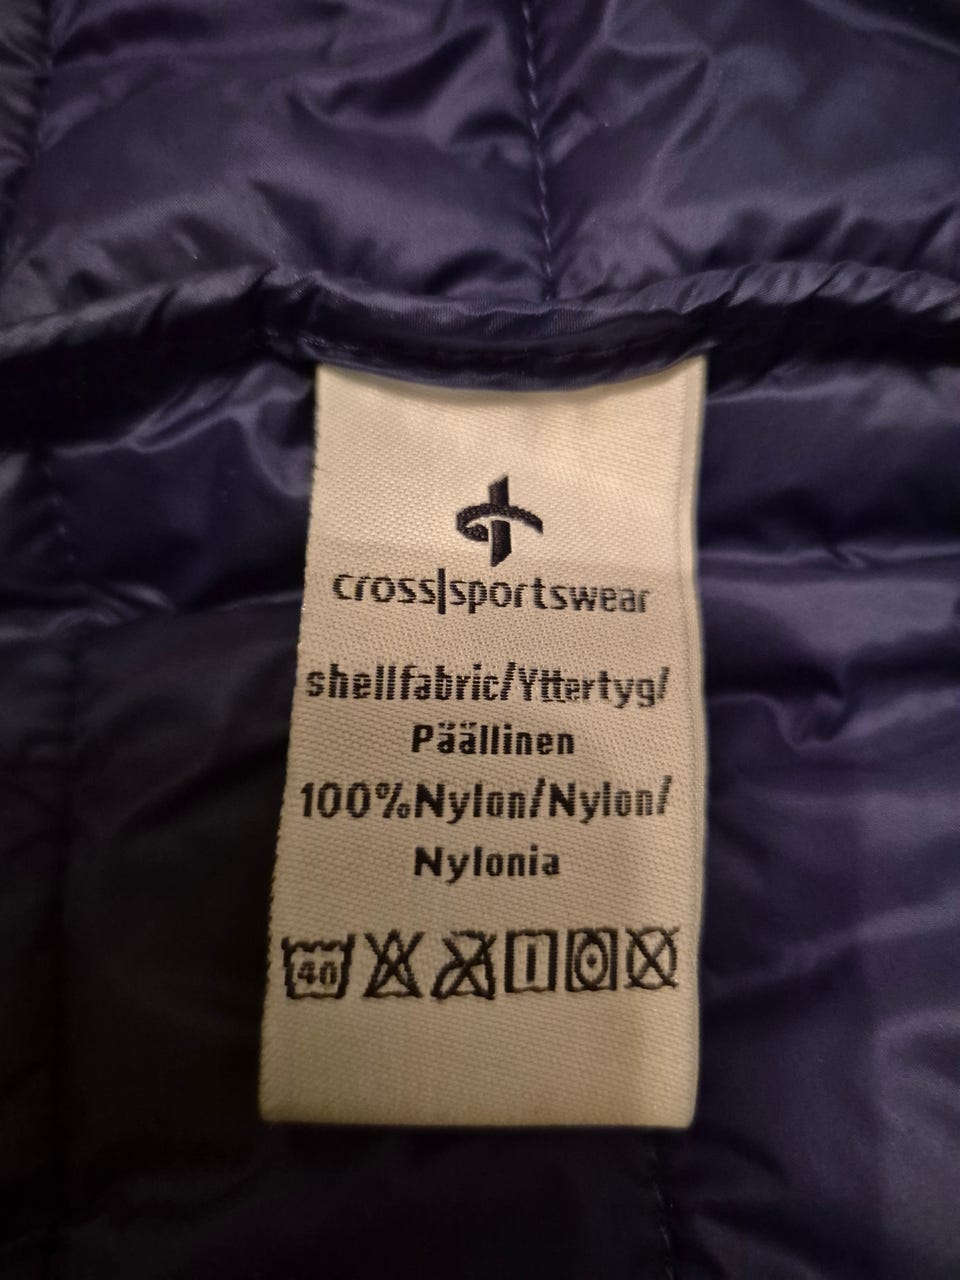 cross|sportswear
shellfabric/Yttertyg/
Päällinen
100%Nylon/Nylon/
Nylonia
40